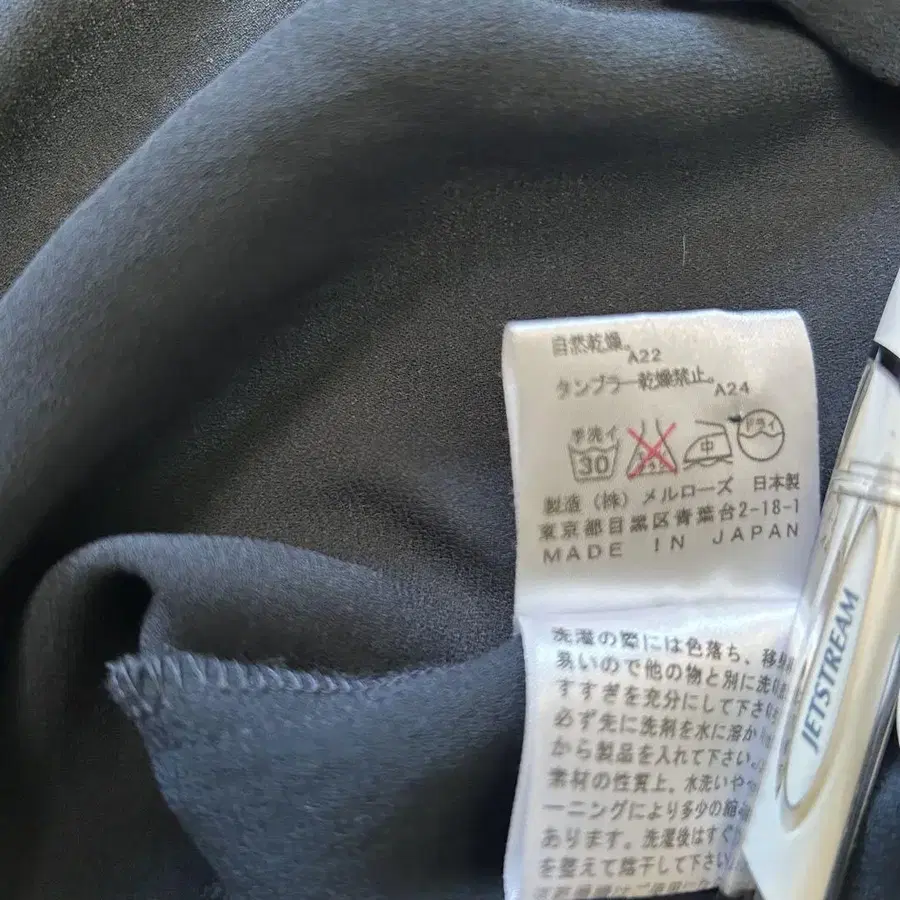 自然乾燥。A22
タンブラー乾燥禁止。A24
手洗イ
30
中
ドライ
製造(株)メルローズ 日本製
東京都目黒区青葉台2-18-1
MADE IN JAPAN
洗濯の際には色落ち、移
易いので他の物と別に洗
すすぎを充分にして下さ
必ず先に洗剤を水に溶か
から製品を入れて下さい。
素材の性質上、水洗いや
ーニングにより多少の縮
あります。洗濯後はすぐ
を整えて陰干して下さい
JETSTREAM